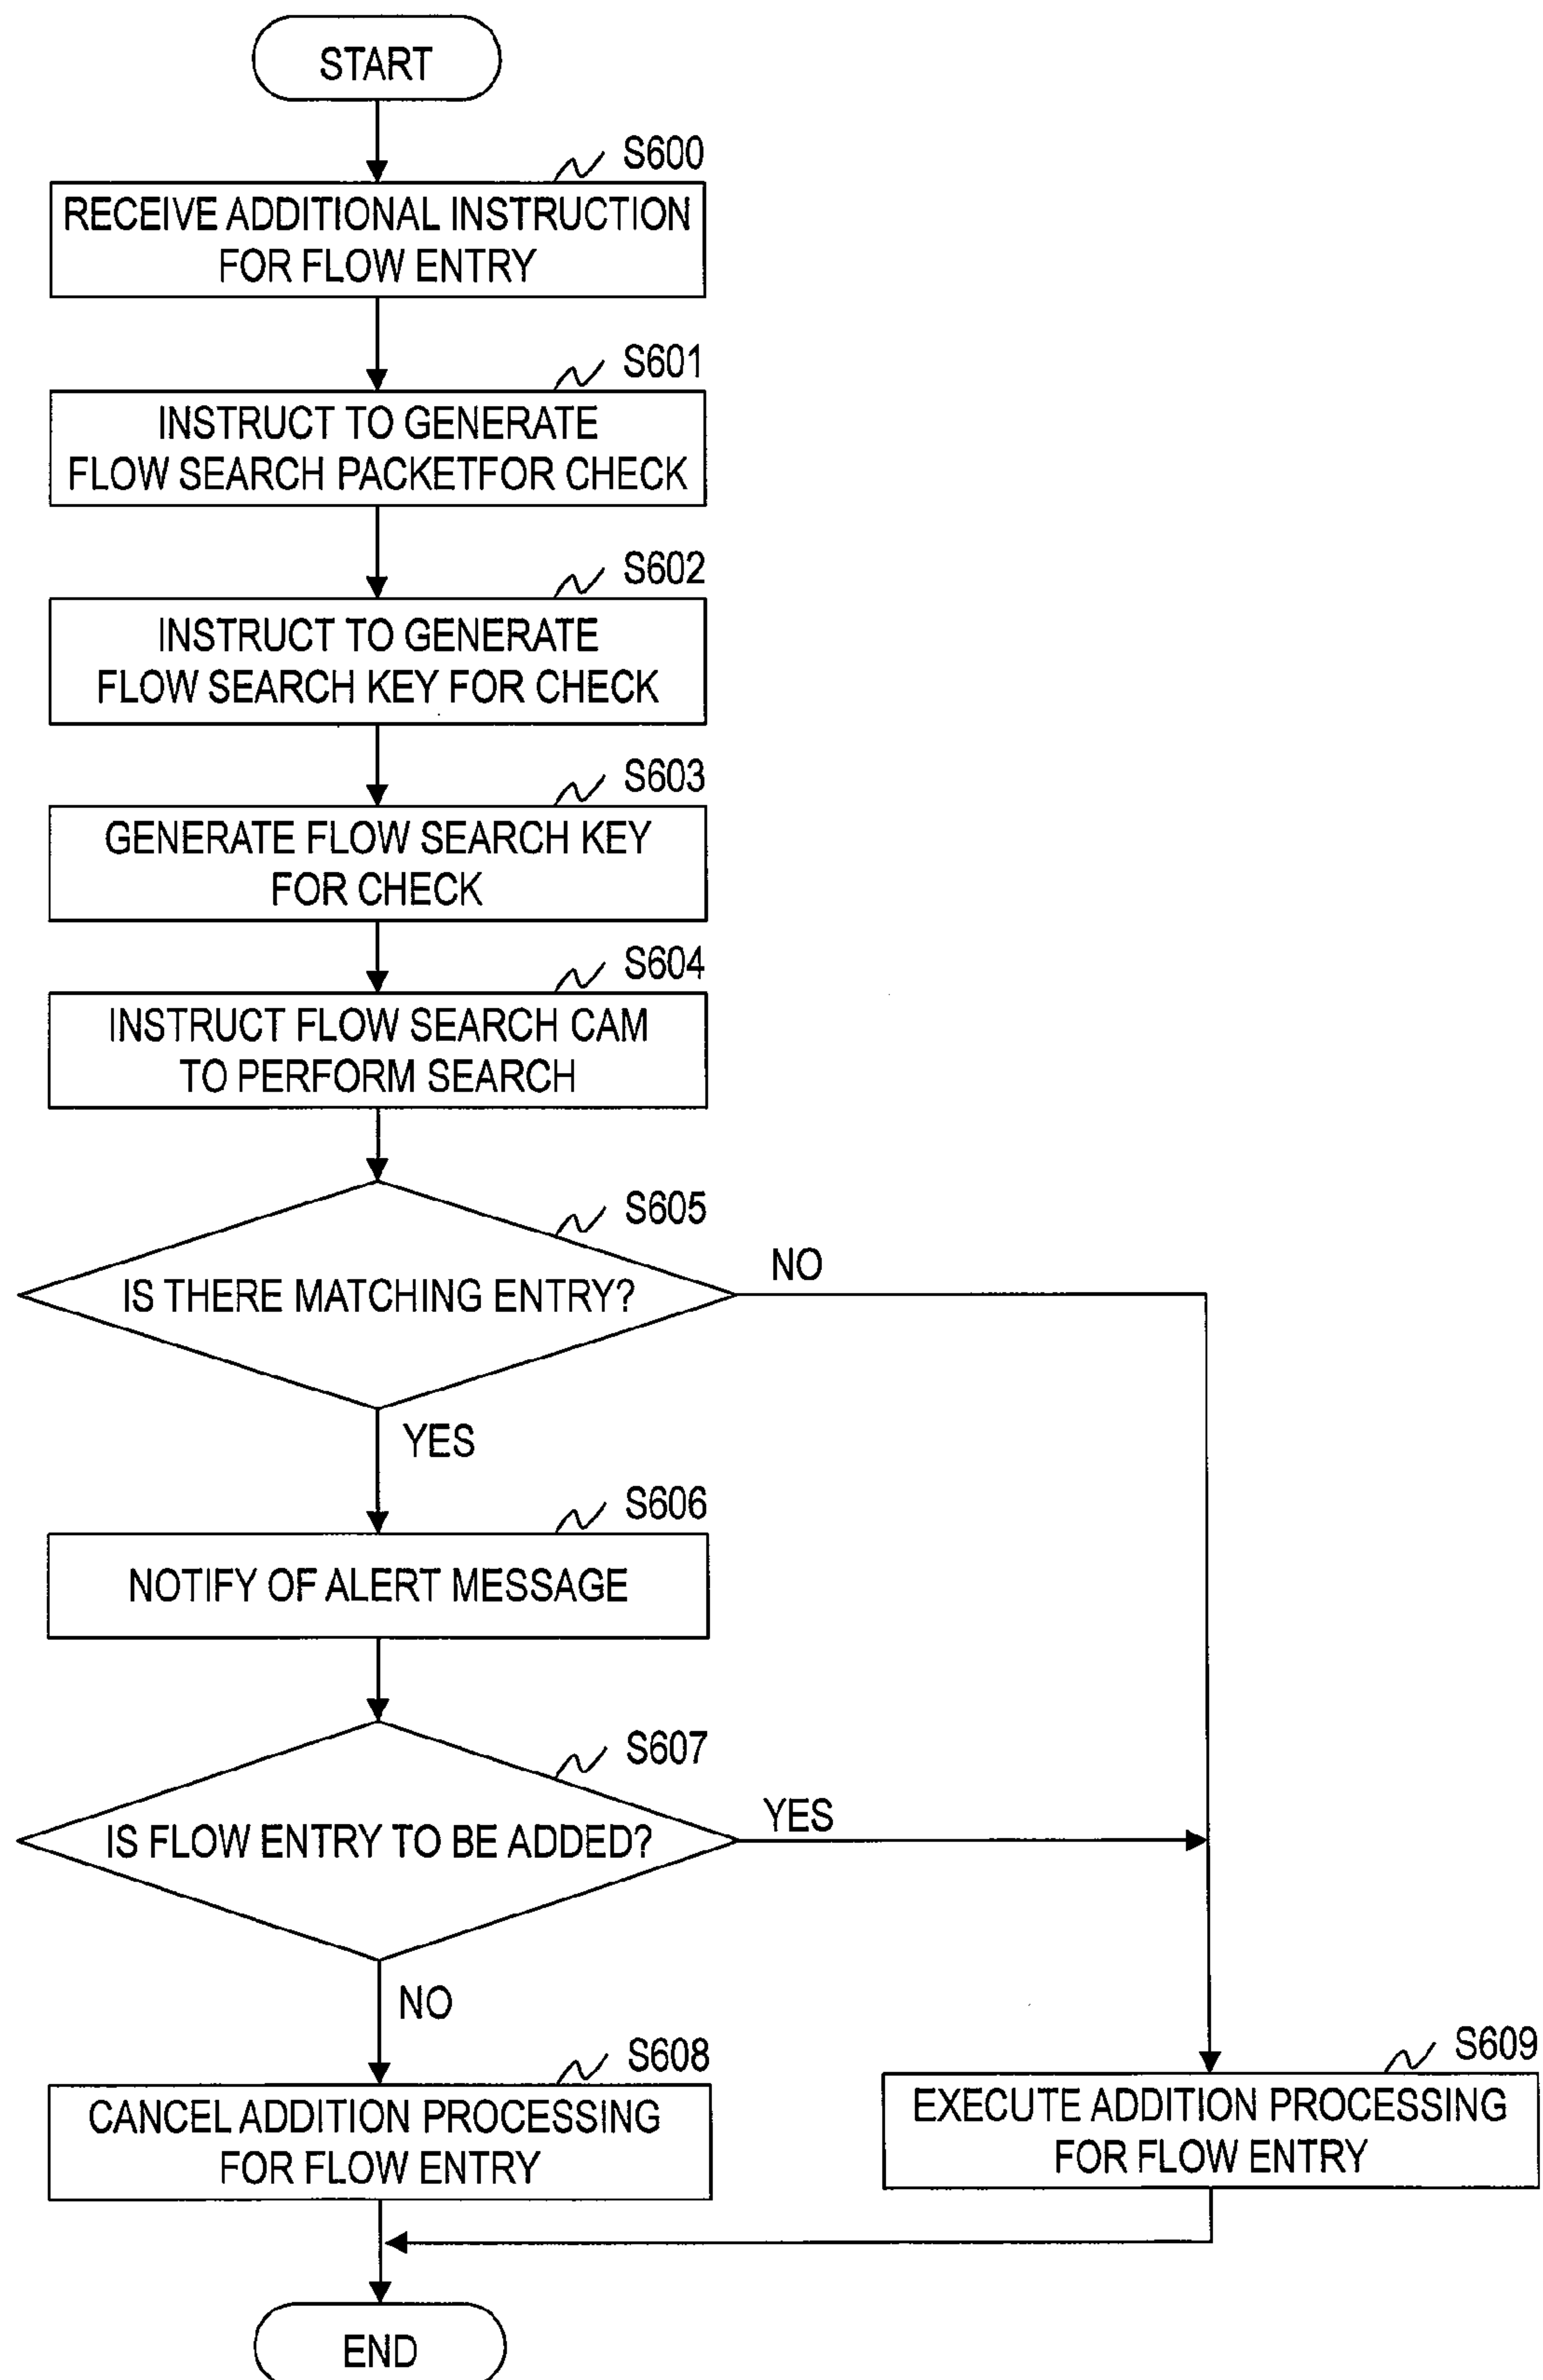 START
S600
RECEIVE ADDITIONAL INSTRUCTION
FOR FLOW ENTRY
S601
INSTRUCT TO GENERATE
FLOW SEARCH PACKETFOR CHECK
S602
INSTRUCT TO GENERATE
FLOW SEARCH KEY FOR CHECK
S603
GENERATE FLOW SEARCH KEY
FOR CHECK
S604
INSTRUCT FLOW SEARCH CAM
TO PERFORM SEARCH
S605
IS THERE MATCHING ENTRY?
NO
YES
S606
NOTIFY OF ALERT MESSAGE
S607
IS FLOW ENTRY TO BE ADDED?
YES
NO
S608
CANCEL ADDITION PROCESSING
FOR FLOW ENTRY
S609
EXECUTE ADDITION PROCESSING
FOR FLOW ENTRY
END